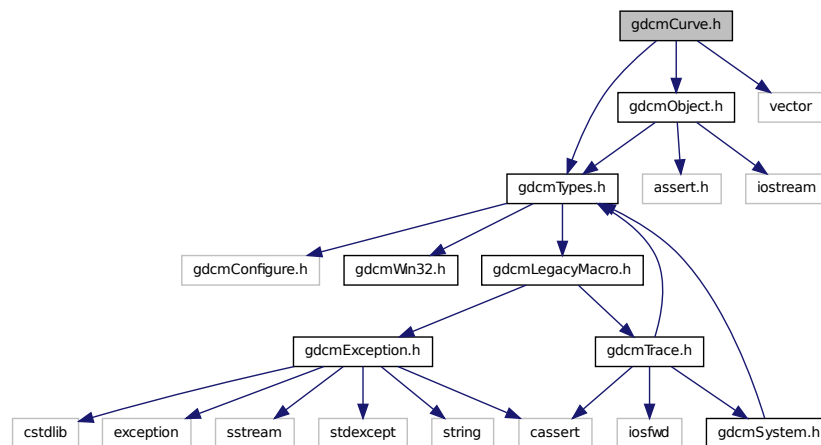 gdcmCurve.h
gdcmObject.h
vector
gdcmTypes.h
assert.h
iostream
gdcmConfigure.h
gdcmWin32.h
gdcmLegacyMacro.h
gdcmException.h
gdcmTrace.h
cstdlib
exception
sstream
stdexcept
string
cassert
iosfwd
gdcmSystem.h